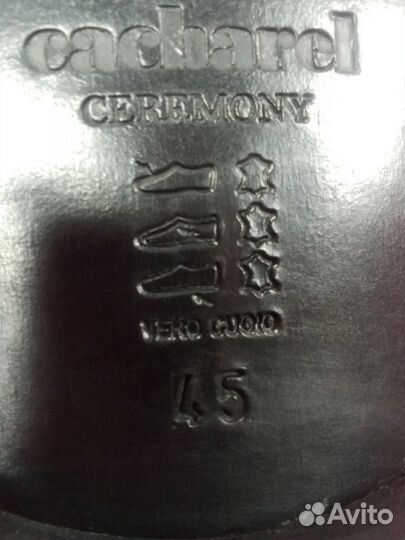 cacharel
CEREMONY
VERO CUOIO
45
Avito